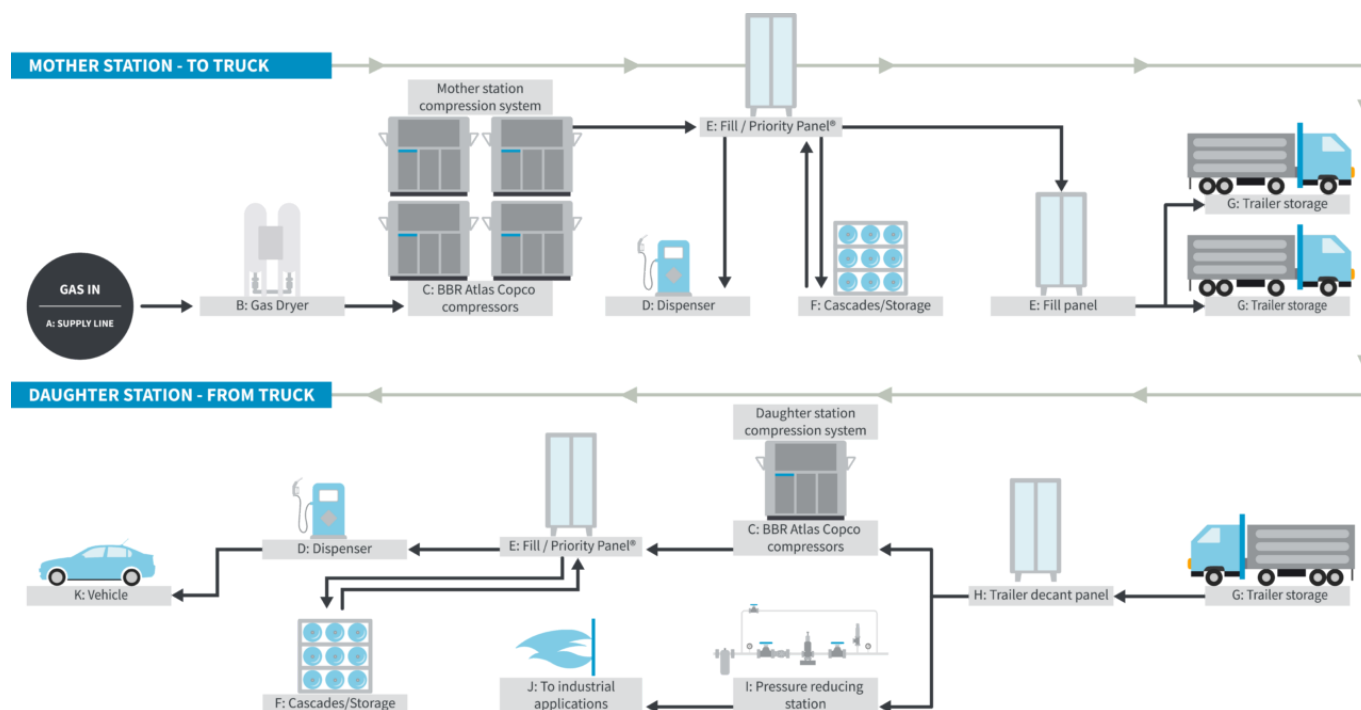 MOTHER STATION - TO TRUCK
Mother station
compression system
E: Fill / Priority Panel®
G: Trailer storage
GAS IN
A: SUPPLY LINE
B: Gas Dryer
C: BBR Atlas Copco
compressors
D: Dispenser
F: Cascades/Storage
E: Fill panel
G: Trailer storage
DAUGHTER STATION - FROM TRUCK
Daughter station
compression system
C: BBR Atlas Copco
compressors
E: Fill / Priority Panel®
D: Dispenser
K: Vehicle
H: Trailer decant panel
G: Trailer storage
F: Cascades/Storage
J: To industrial
applications
I: Pressure reducing
station